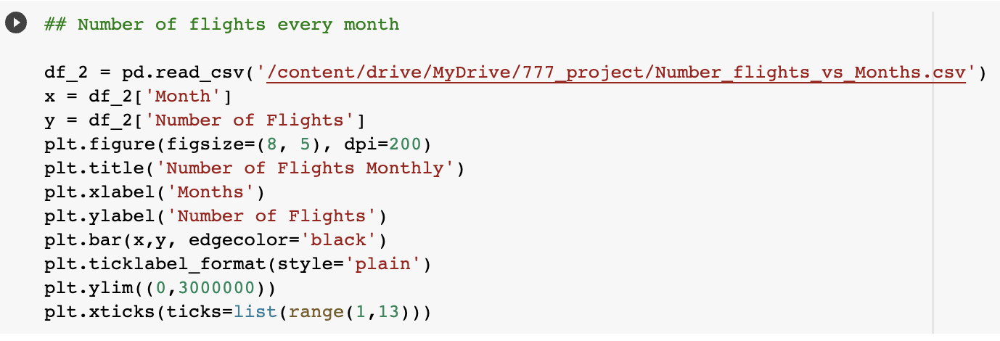 ## Number of flights every month
df_2 = pd.read_csv('/content/drive/MyDrive/777_project/Number_flights_vs_Months.csv')
x = df_2['Month']
y = df_2['Number of Flights']
plt.figure(figsize=(8, 5), dpi=200)
plt.title('Number of Flights Monthly')
plt.xlabel('Months')
plt.ylabel('Number of Flights')
plt.bar(x,y, edgecolor='black')
plt.ticklabel_format(style='plain')
plt.ylim((0,3000000))
plt.xticks(ticks=list(range(1,13)))